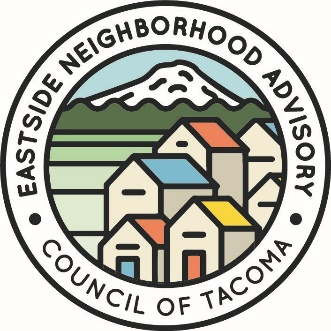 EASTSIDE NEIGHBORHOOD ADVISORY
COUNCIL OF TACOMA